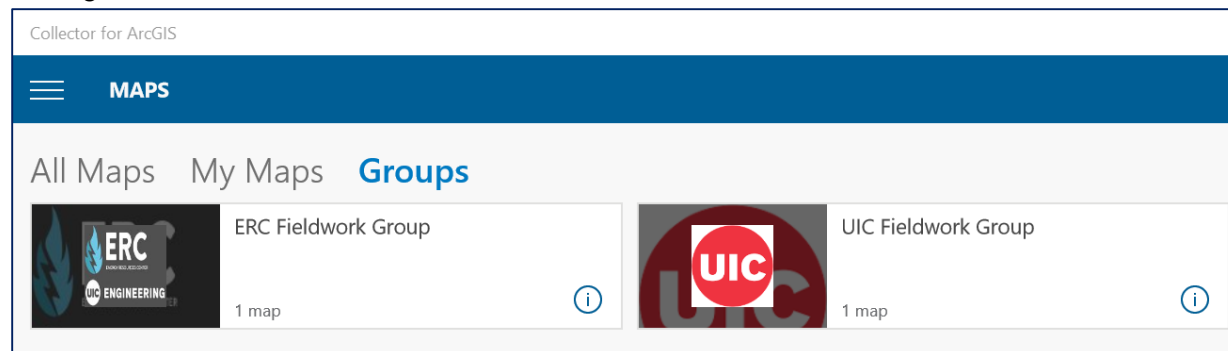 Collector for ArcGIS
MAPS
All Maps My Maps Groups
ERC
UIC ENGINEERING
ERC Fieldwork Group
1 map
UIC
UIC Fieldwork Group
1 map